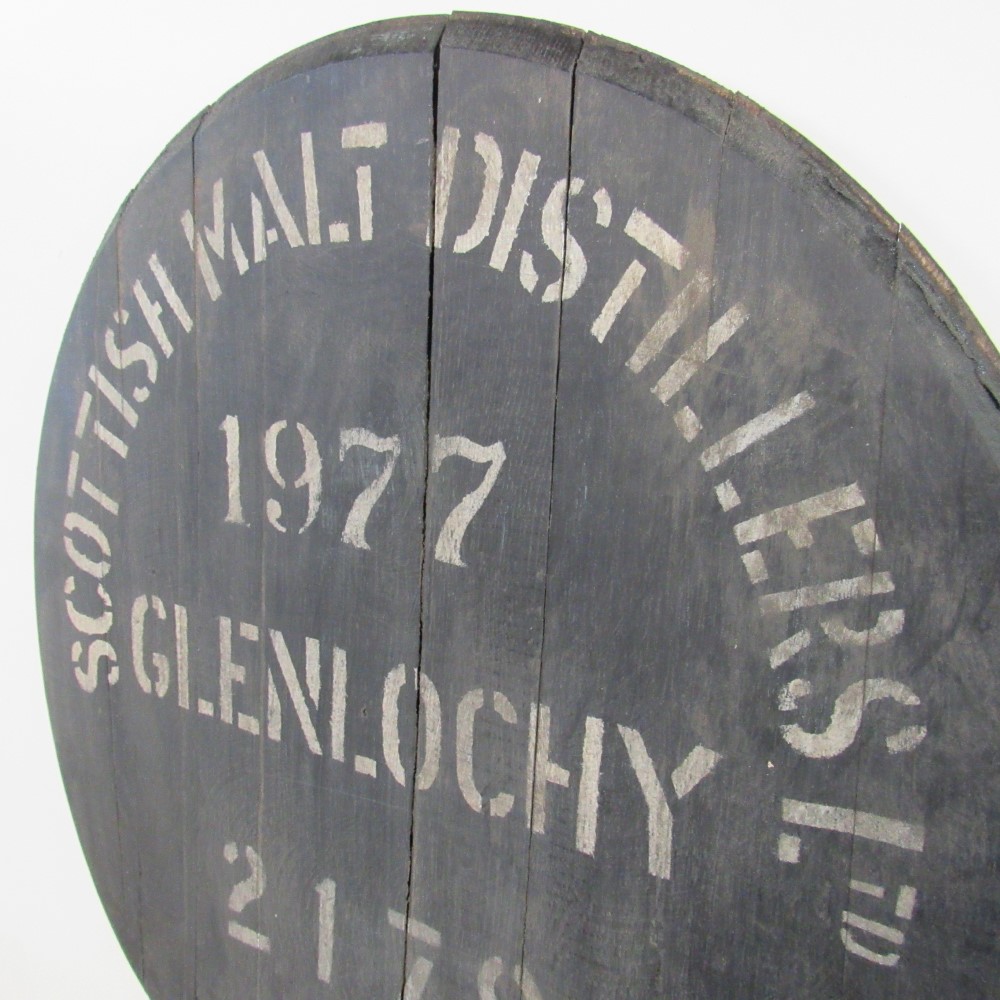 SCOTTISH MALT DISTILLERS LTD
1977
GLENLOCHY